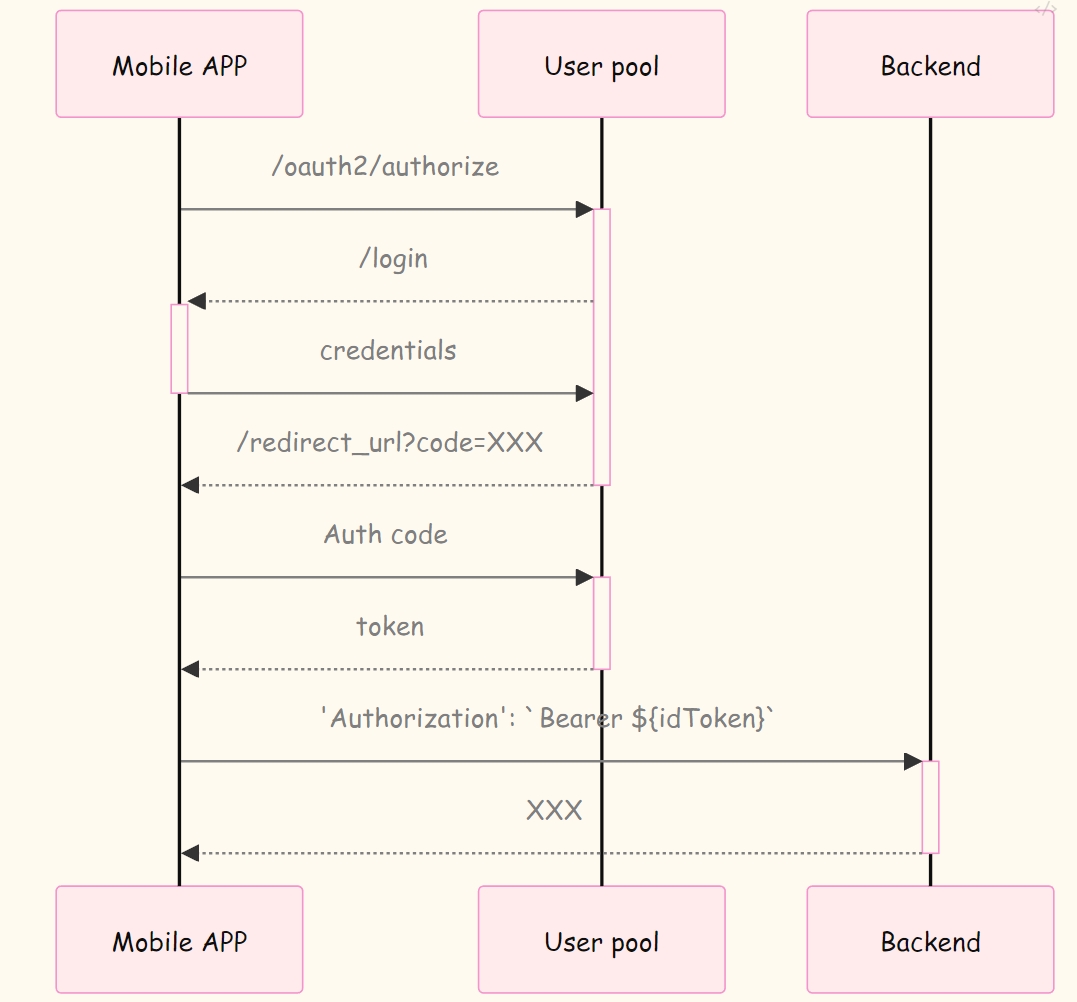 </>
Mobile APP
User pool
Backend
/oauth2/authorize
/login
credentials
/redirect_url?code=XXX
Auth code
token
'Authorization': `Bearer ${idToken}`
XXX
Mobile APP
User pool
Backend